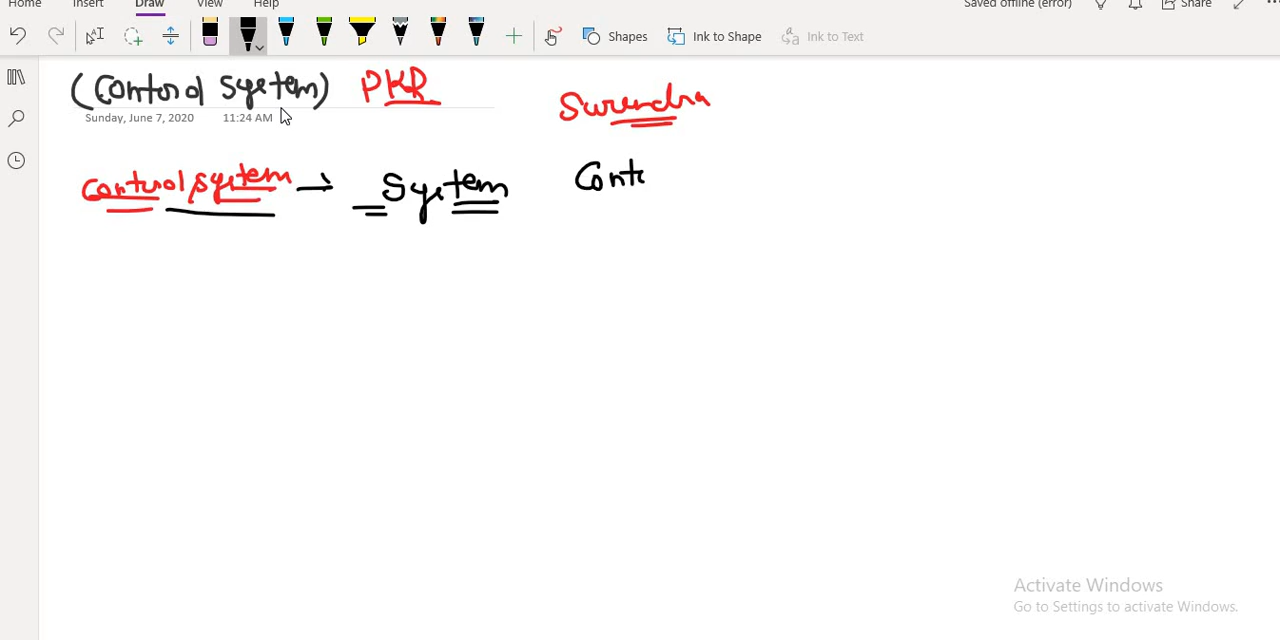 Home Insert Draw View Help Saved offline (error) Share
Shapes Ink to Shape Ink to Text
(Control System) PKR
Surendra
Sunday, June 7, 2020 11:24 AM
Control system → System Conti
Activate Windows
Go to Settings to activate Windows.